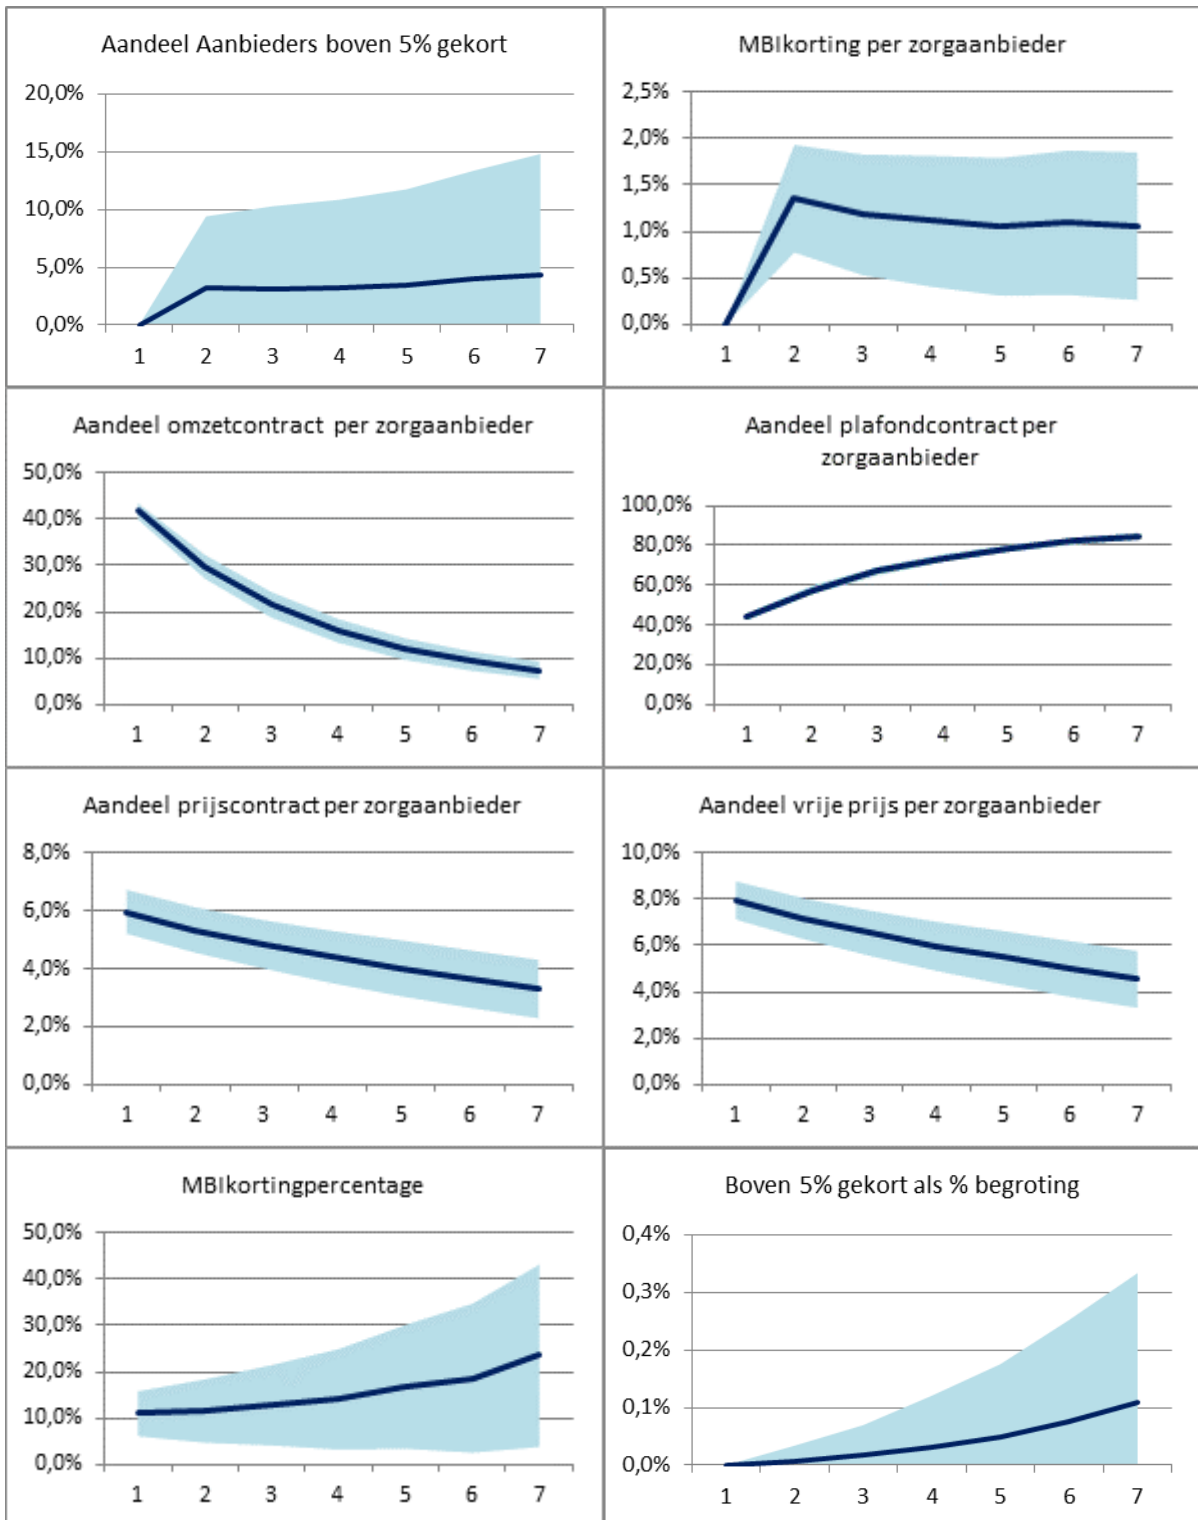 Aandeel Aanbieders boven 5% gekort
20,0%
15,0%
10,0%
5,0%
0,0%
1 2 3 4 5 6 7
MBIkorting per zorgaanbieder
2,5%
2,0%
1,5%
1,0%
0,5%
0,0%
1 2 3 4 5 6 7
Aandeel omzetcontract per zorgaanbieder
50,0%
40,0%
30,0%
20,0%
10,0%
0,0%
1 2 3 4 5 6 7
Aandeel plafondcontract per
zorgaanbieder
100,0%
80,0%
60,0%
40,0%
20,0%
0,0%
1 2 3 4 5 6 7
Aandeel prijscontract per zorgaanbieder
8,0%
6,0%
4,0%
2,0%
0,0%
1 2 3 4 5 6 7
Aandeel vrije prijs per zorgaanbieder
10,0%
8,0%
6,0%
4,0%
2,0%
0,0%
1 2 3 4 5 6 7
MBIkortingpercentage
50,0%
40,0%
30,0%
20,0%
10,0%
0,0%
1 2 3 4 5 6 7
Boven 5% gekort als % begroting
0,4%
0,3%
0,2%
0,1%
0,0%
1 2 3 4 5 6 7